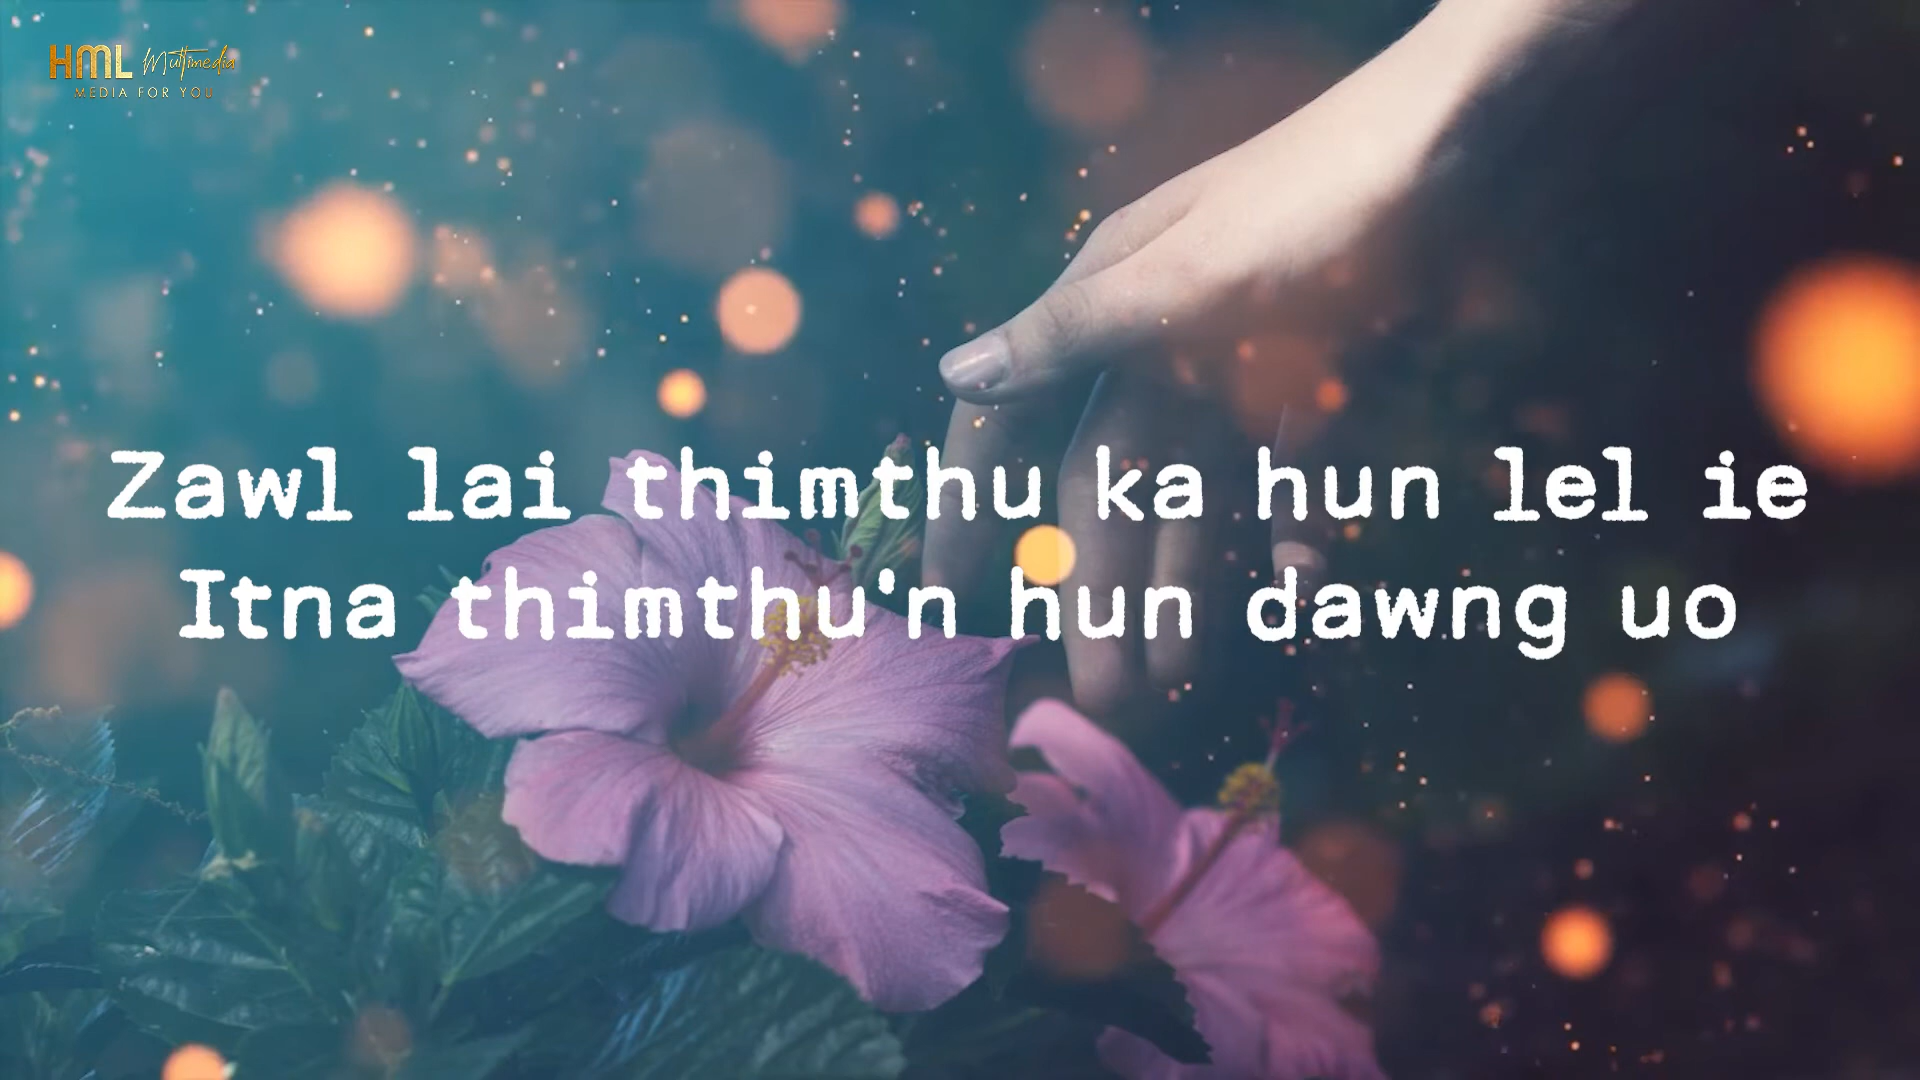 HML Multimedia
MEDIA FOR YOU
Zawl lai thimthu ka hun lel ie
Itna thimthu'n hun dawng uo